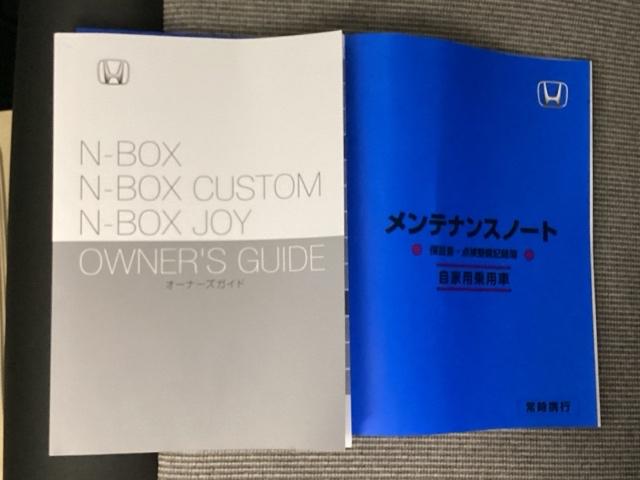 N-BOX
N-BOX CUSTOM
N-BOX JOY
OWNER'S GUIDE
オーナーズガイド
メンテナンスノート
保証書・点検整備記録簿
自家用乗用車
常時携行